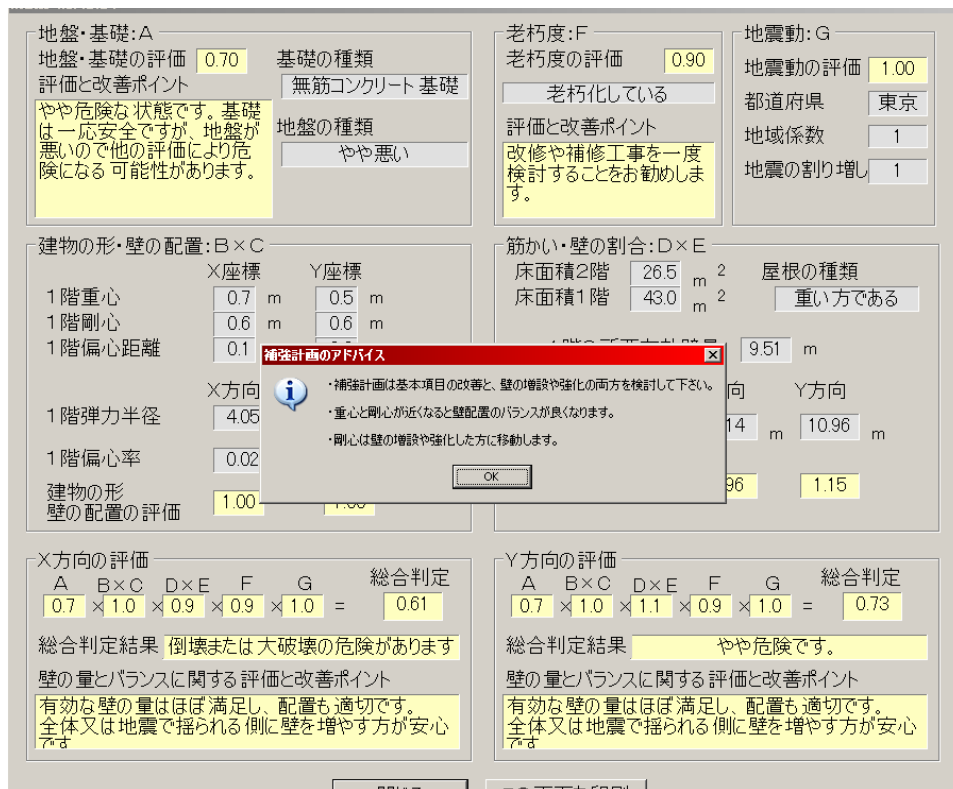 地盤・基礎:A
地盤・基礎の評価 0.70 基礎の種類
評価と改善ポイント 無筋コンクリート 基礎
やや危険な 状態です。基礎
は一応安全ですが、地盤が
悪いので他の評価により危
険になる 可能性があります。
地盤の種類
やや悪い
老朽度:F
老朽度の評価 0.90
老朽化している
評価と改善ポイント
改修や補修工事を一度
検討することをお勧めしま
す。
地震動:G
地震動の評価 1.00
都道府県 東京
地域係数 1
地震の割り増し 1
建物の形・壁の配置:B×C
X座標 Y座標
1階重心 0.7 m 0.5 m
1階剛心 0.6 m 0.6 m
1階偏心距離 0.1
X方向
1階弾力半径 4.05
1階偏心率 0.02
建物の形
壁の配置の評価 1.00 1.00
筋かい・壁の割合:D×E
床面積2階 26.5 m 2 屋根の種類
床面積1階 43.0 m 2 重い方である
9.51 m
向 Y方向
14 m 10.96 m
96 1.15
補強計画のアドバイス
・補強計画は基本項目の改善と、壁の増設や強化の両方を検討して下さい。
・重心と剛心が近くなると壁配置のバランスが良くなります。
・剛心は壁の増設や強化した方に移動します。
OK
X方向の評価
A B×C D×E F G 総合判定
0.7 × 1.0 × 0.9 × 0.9 × 1.0 = 0.61
総合判定結果 倒壊または 大破壊の危険があります
壁の量とバランスに関する評価と改善ポイント
有効な壁の量はほぼ満足し、配置も適切です。
全体又は地震で揺られる側に壁を増やす方が安心
です
Y方向の評価
A B×C D×E F G 総合判定
0.7 × 1.0 × 1.1 × 0.9 × 1.0 = 0.73
総合判定結果 やや危険です。
壁の量とバランスに関する評価と改善ポイント
有効な壁の量はほぼ満足し、配置も適切です。
全体又は地震で揺られる側に壁を増やす方が安心
です